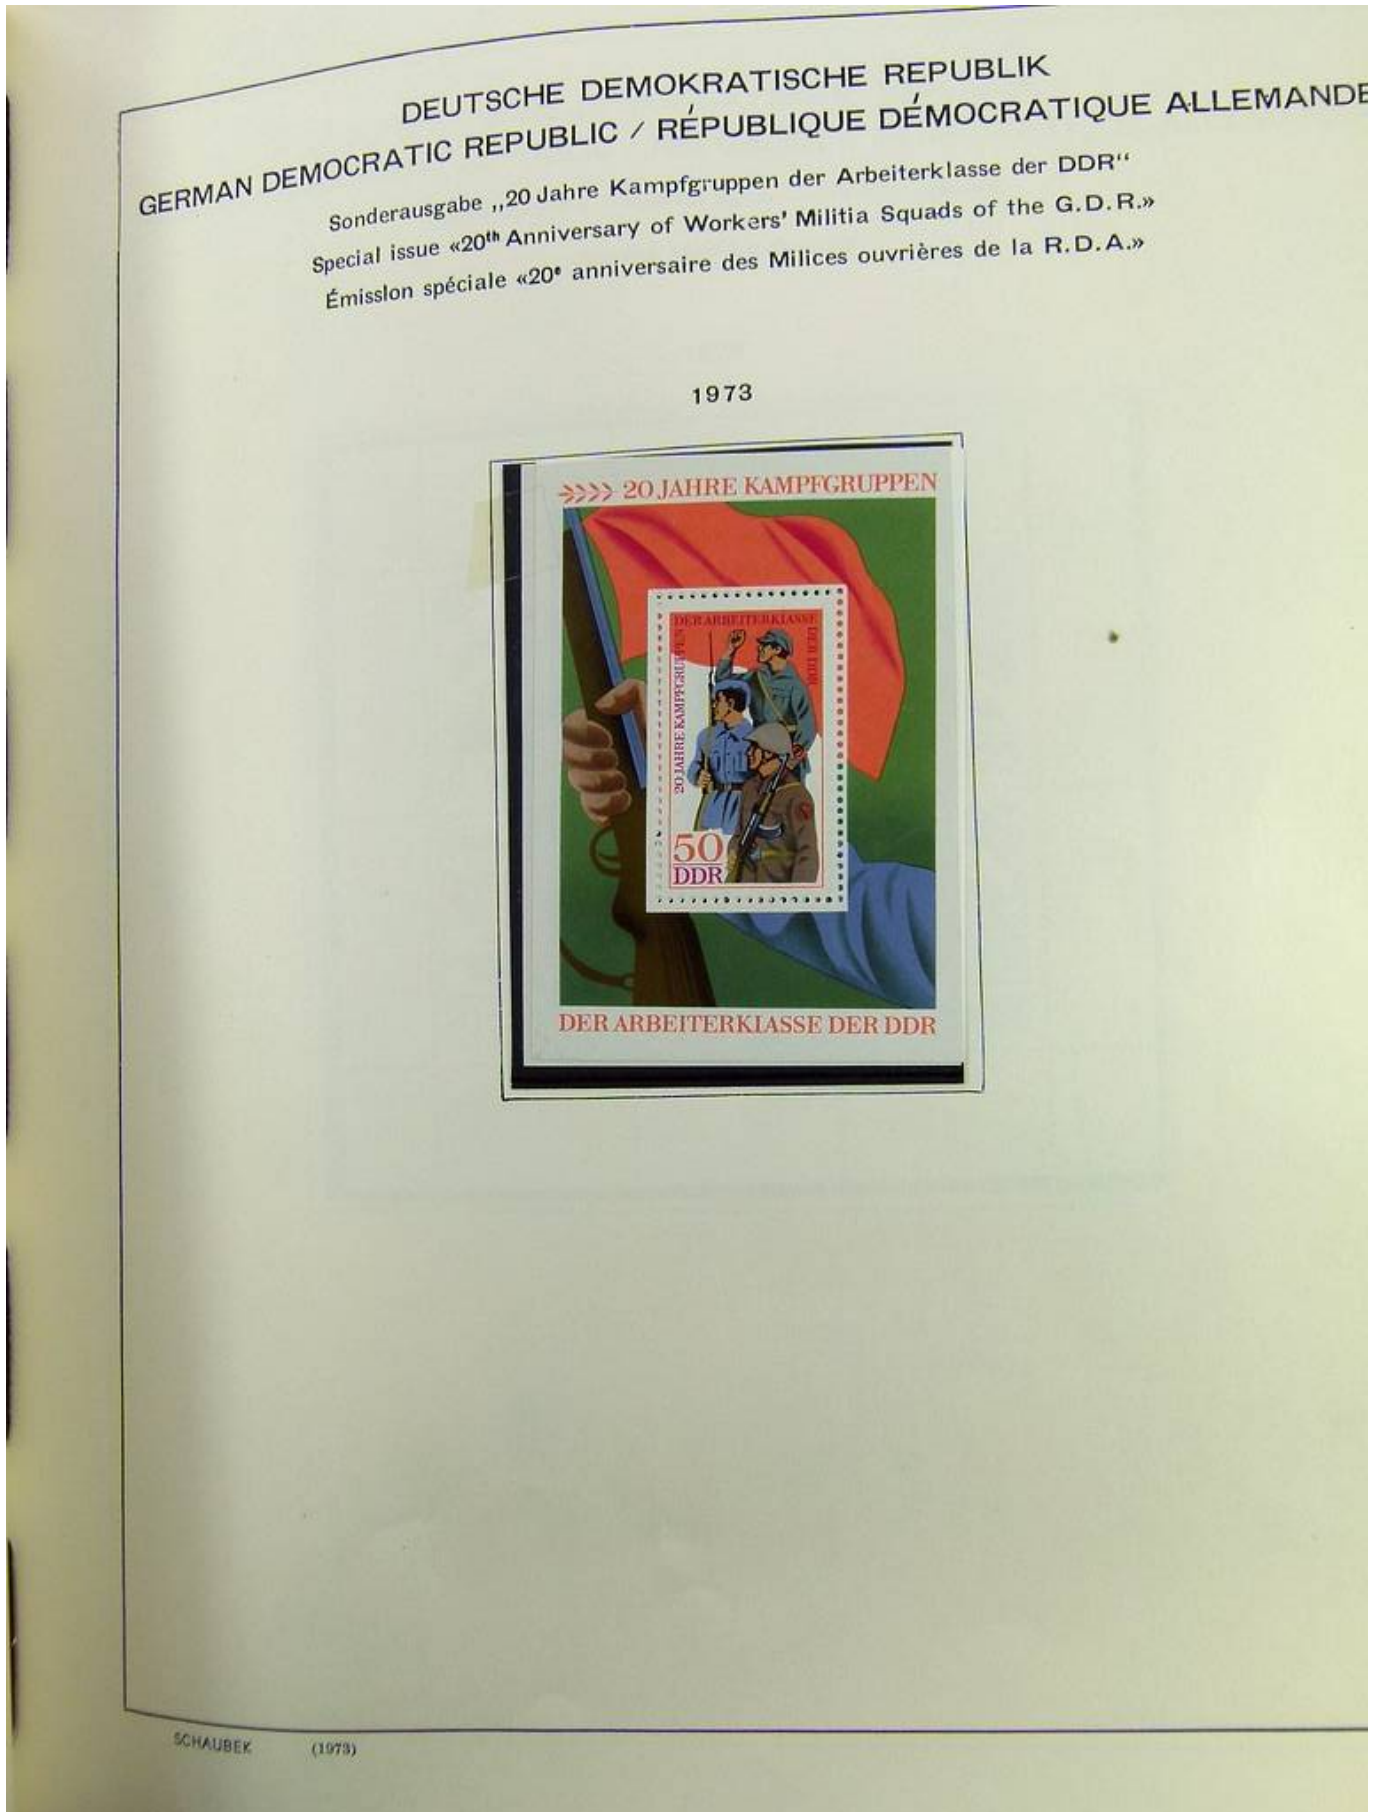 DEUTSCHE DEMOKRATISCHE REPUBLIK
GERMAN DEMOCRATIC REPUBLIC / RÉPUBLIQUE DÉMOCRATIQUE ALLEMANDE
Sonderausgabe „20 Jahre Kampfgruppen der Arbeiterklasse der DDR“
Special issue «20th Anniversary of Workers' Militia Squads of the G.D.R.»
Émission spéciale «20e anniversaire des Milices ouvrières de la R.D.A.»
1973
20 JAHRE KAMPFGRUPPEN
20 JAHRE KAMPFGRUPPEN
DER ARBEITERKLASSE
DER DDR
50
DDR
DER ARBEITERKLASSE DER DDR
SCHAUBEK (1973)